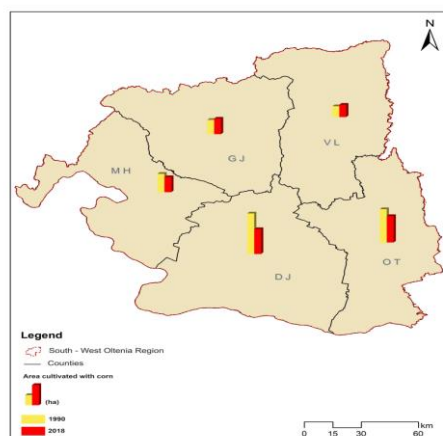 N
VL
GJ
MH
OT
DJ
Legend
South - West Oltenia Region
Counties
Area cultivated with corn
(ha)
1990
2018
km
0 15 30 60